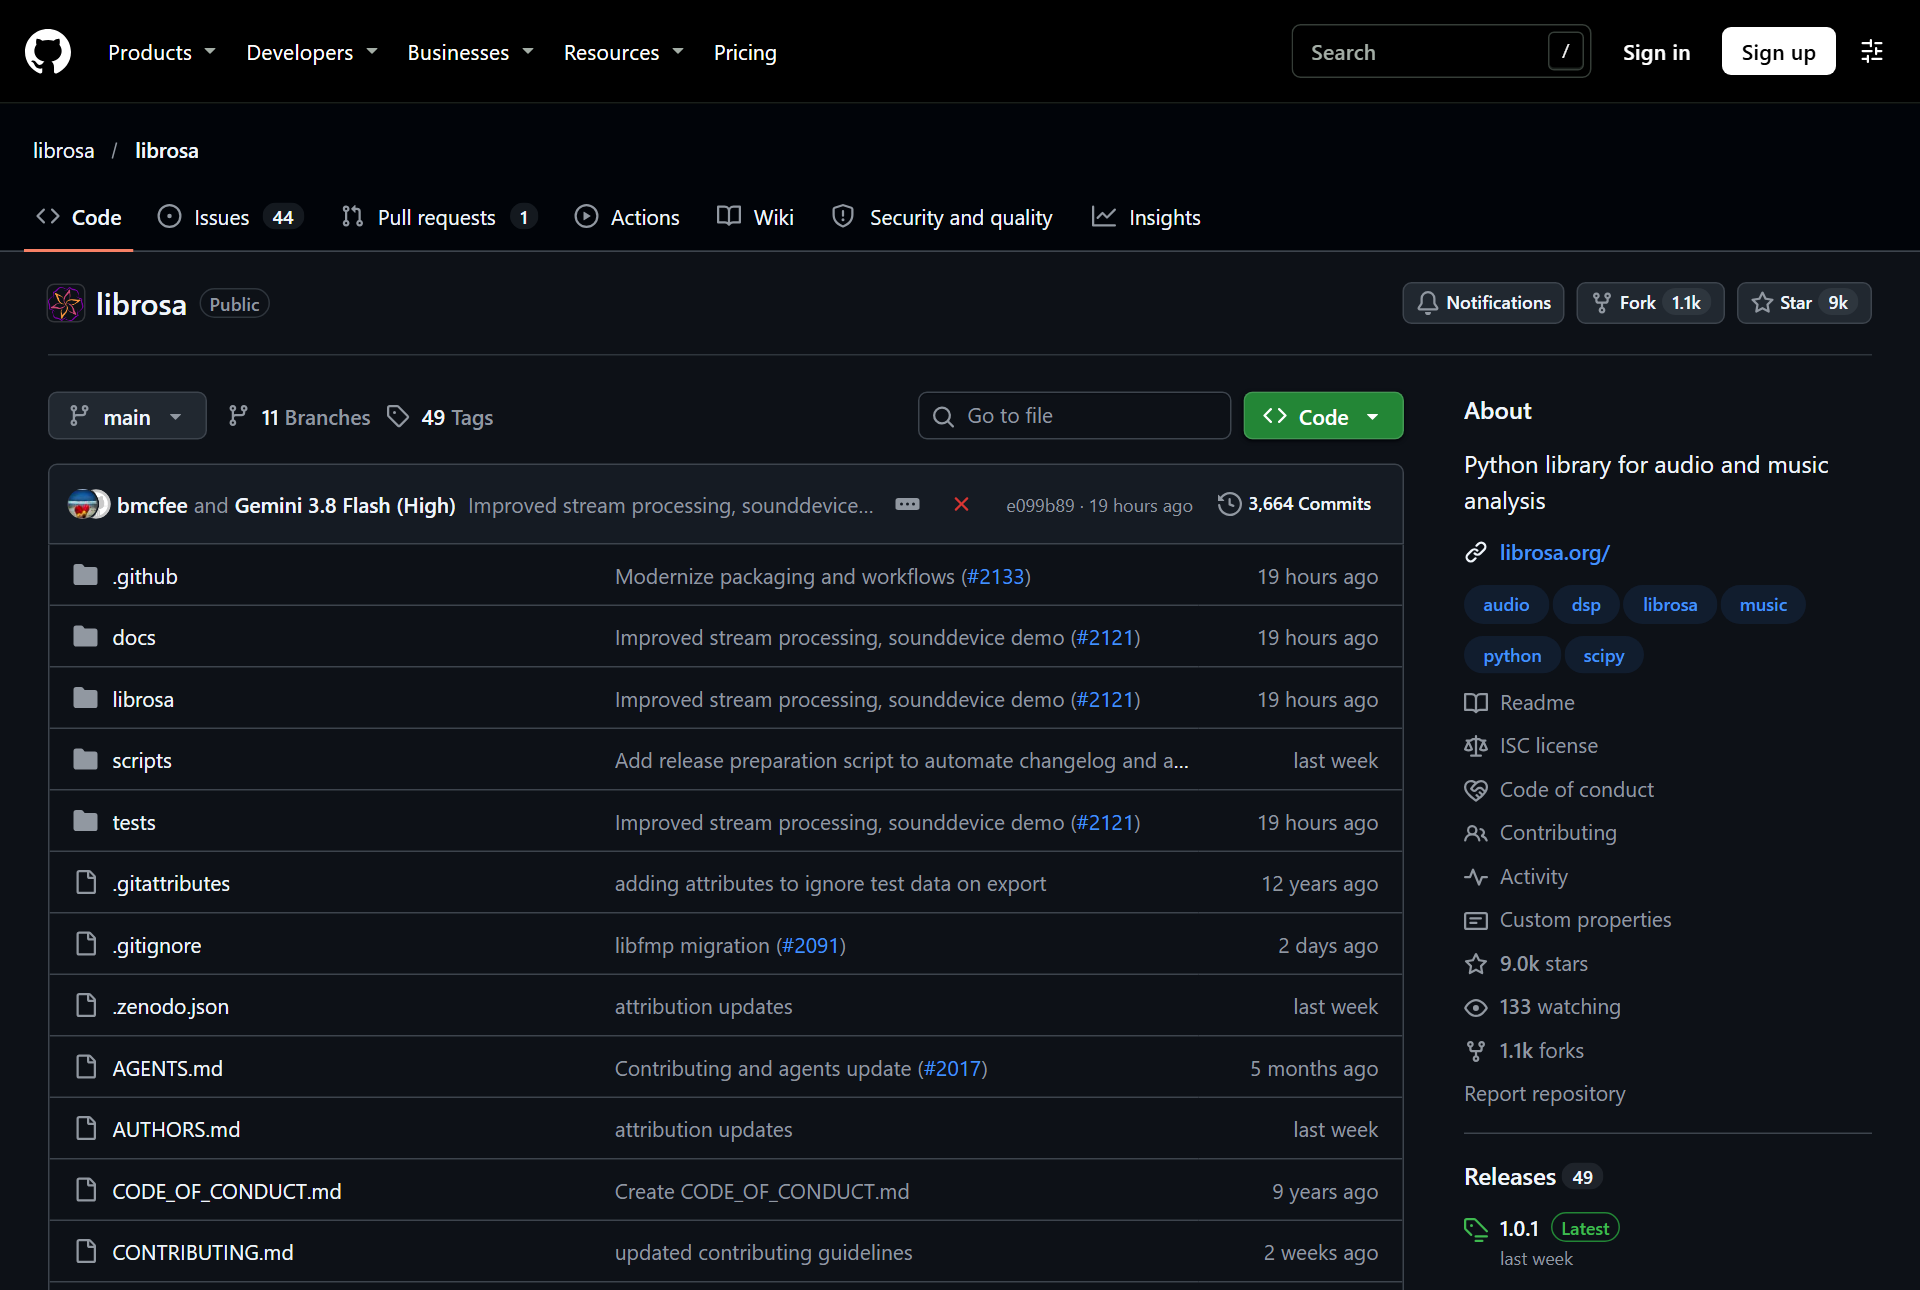 Products Developers Businesses Resources Pricing Search / Sign in Sign up
librosa / librosa
Code Issues 44 Pull requests 1 Actions Wiki Security and quality Insights
librosa Public Notifications Fork 1.1k Star 9k
main 11 Branches 49 Tags Go to file Code
bmcfee and Gemini 3.8 Flash (High) Improved stream processing, sounddevice... e099b89 · 19 hours ago 3,664 Commits
.github Modernize packaging and workflows (#2133) 19 hours ago
docs Improved stream processing, sounddevice demo (#2121) 19 hours ago
librosa Improved stream processing, sounddevice demo (#2121) 19 hours ago
scripts Add release preparation script to automate changelog and a... last week
tests Improved stream processing, sounddevice demo (#2121) 19 hours ago
.gitattributes adding attributes to ignore test data on export 12 years ago
.gitignore libfmp migration (#2091) 2 days ago
.zenodo.json attribution updates last week
AGENTS.md Contributing and agents update (#2017) 5 months ago
AUTHORS.md attribution updates last week
CODE_OF_CONDUCT.md Create CODE_OF_CONDUCT.md 9 years ago
CONTRIBUTING.md updated contributing guidelines 2 weeks ago
About
Python library for audio and music
analysis
librosa.org/
audio dsp librosa music
python scipy
Readme
ISC license
Code of conduct
Contributing
Activity
Custom properties
9.0k stars
133 watching
1.1k forks
Report repository
Releases 49
1.0.1 Latest
last week